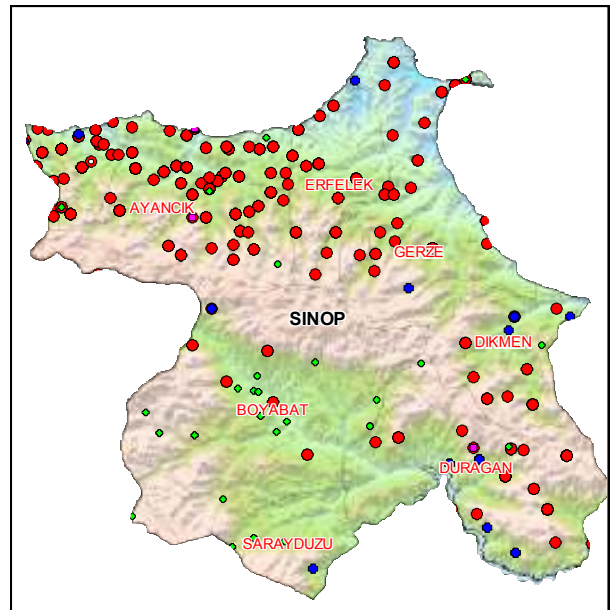 ERFELEK
AYANCIK
GERZE
SINOP
DIKMEN
BOYABAT
DURAGAN
SARAYDUZU